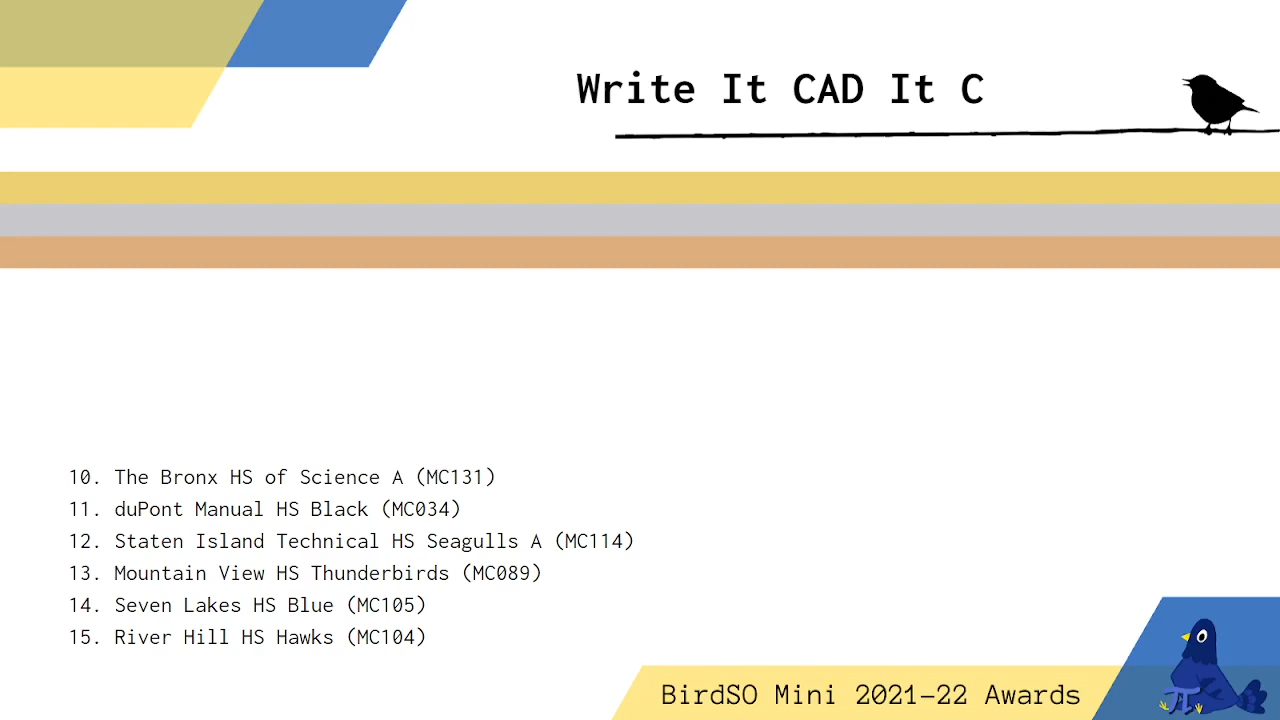 Write It CAD It C
10. The Bronx HS of Science A (MC131)
11. duPont Manual HS Black (MC034)
12. Staten Island Technical HS Seagulls A (MC114)
13. Mountain View HS Thunderbirds (MC089)
14. Seven Lakes HS Blue (MC105)
15. River Hill HS Hawks (MC104)
BirdSO Mini 2021-22 Awards